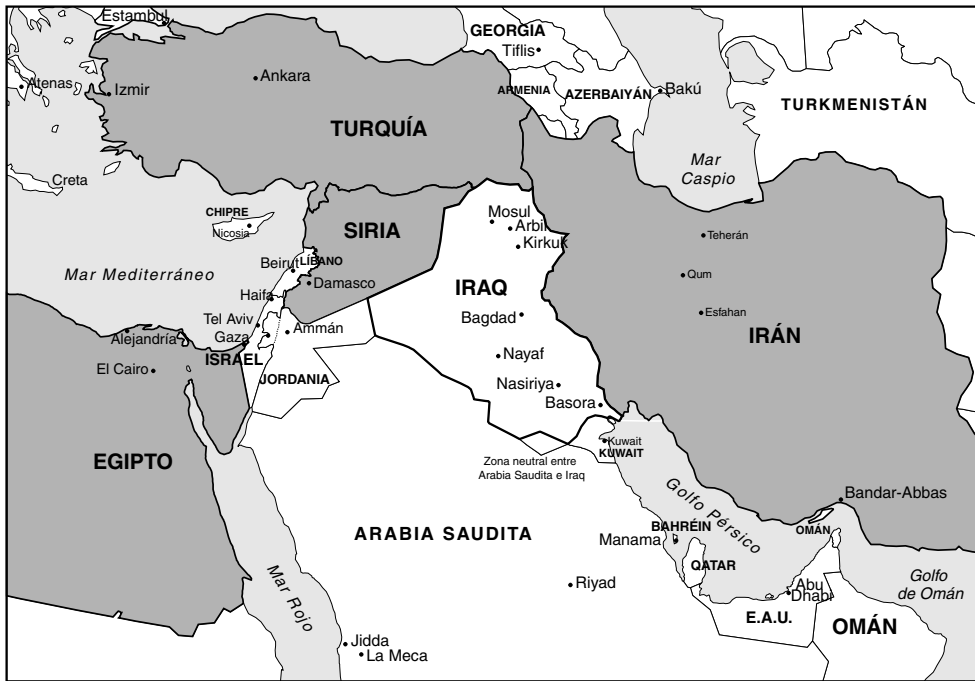 Estambul
GEORGIA
Tiflis
Atenas
Izmir
Ankara
ARMENIA
AZERBAIYÁN
Bakú
TURKMENISTÁN
TURQUÍA
Mar
Caspio
Creta
CHIPRE
Nicosia
SIRIA
Mosul
Arbil
Kirkuk
Teherán
Mar Mediterráneo
Beirut
LÍBANO
Damasco
Qum
Haifa
IRAQ
Bagdad
Esfahan
Tel Aviv
Ammán
Alejandría
Gaza
ISRAEL
IRÁN
El Cairo
JORDANIA
Nayaf
Nasiriya
Basora
EGIPTO
Kuwait
KUWAIT
Zona neutral entre
Arabia Saudita e Iraq
Golfo Pérsico
Bandar-Abbas
ARABIA SAUDITA
BAHRÉIN
Manama
OMÁN
QATAR
Mar Rojo
Riyad
Abu
Dhabi
Golfo
de Omán
E.A.U.
OMÁN
Jidda
La Meca